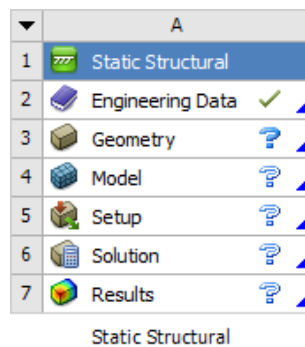 A
1 Static Structural
2 Engineering Data
3 Geometry
4 Model
5 Setup
6 Solution
7 Results
Static Structural